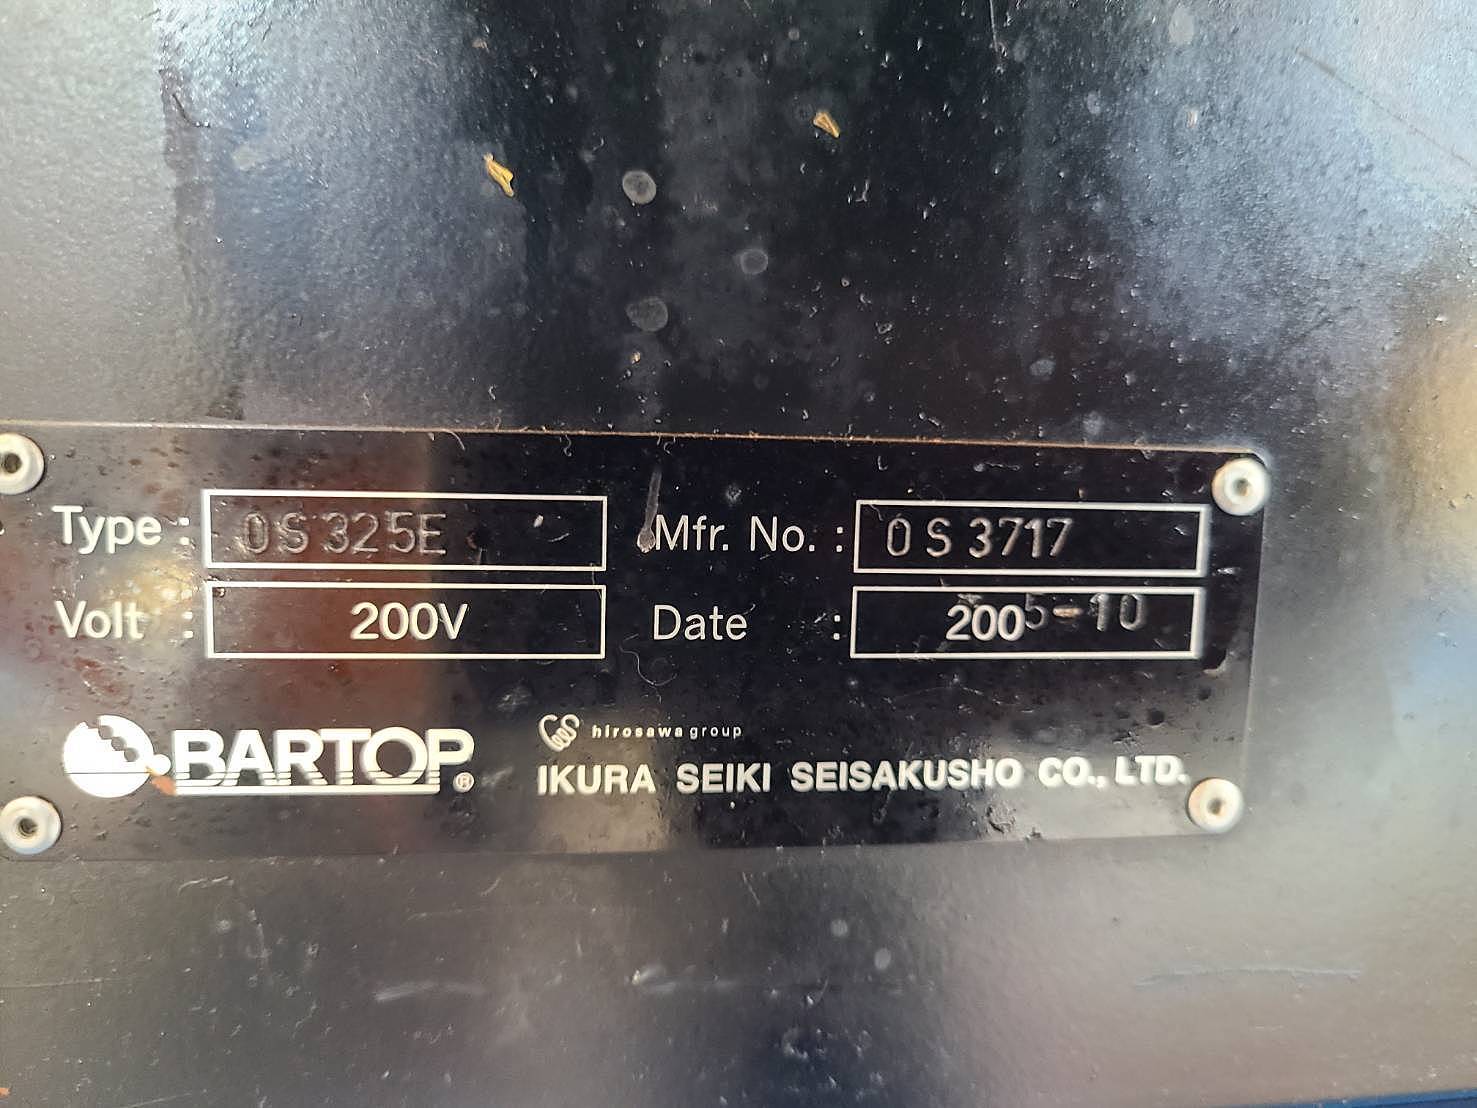 Type : OS325E Mfr. No. : OS3717
Volt : 200V Date : 2005-10
BARTOP® hirosawa group
IKURA SEIKI SEISAKUSHO CO., LTD.